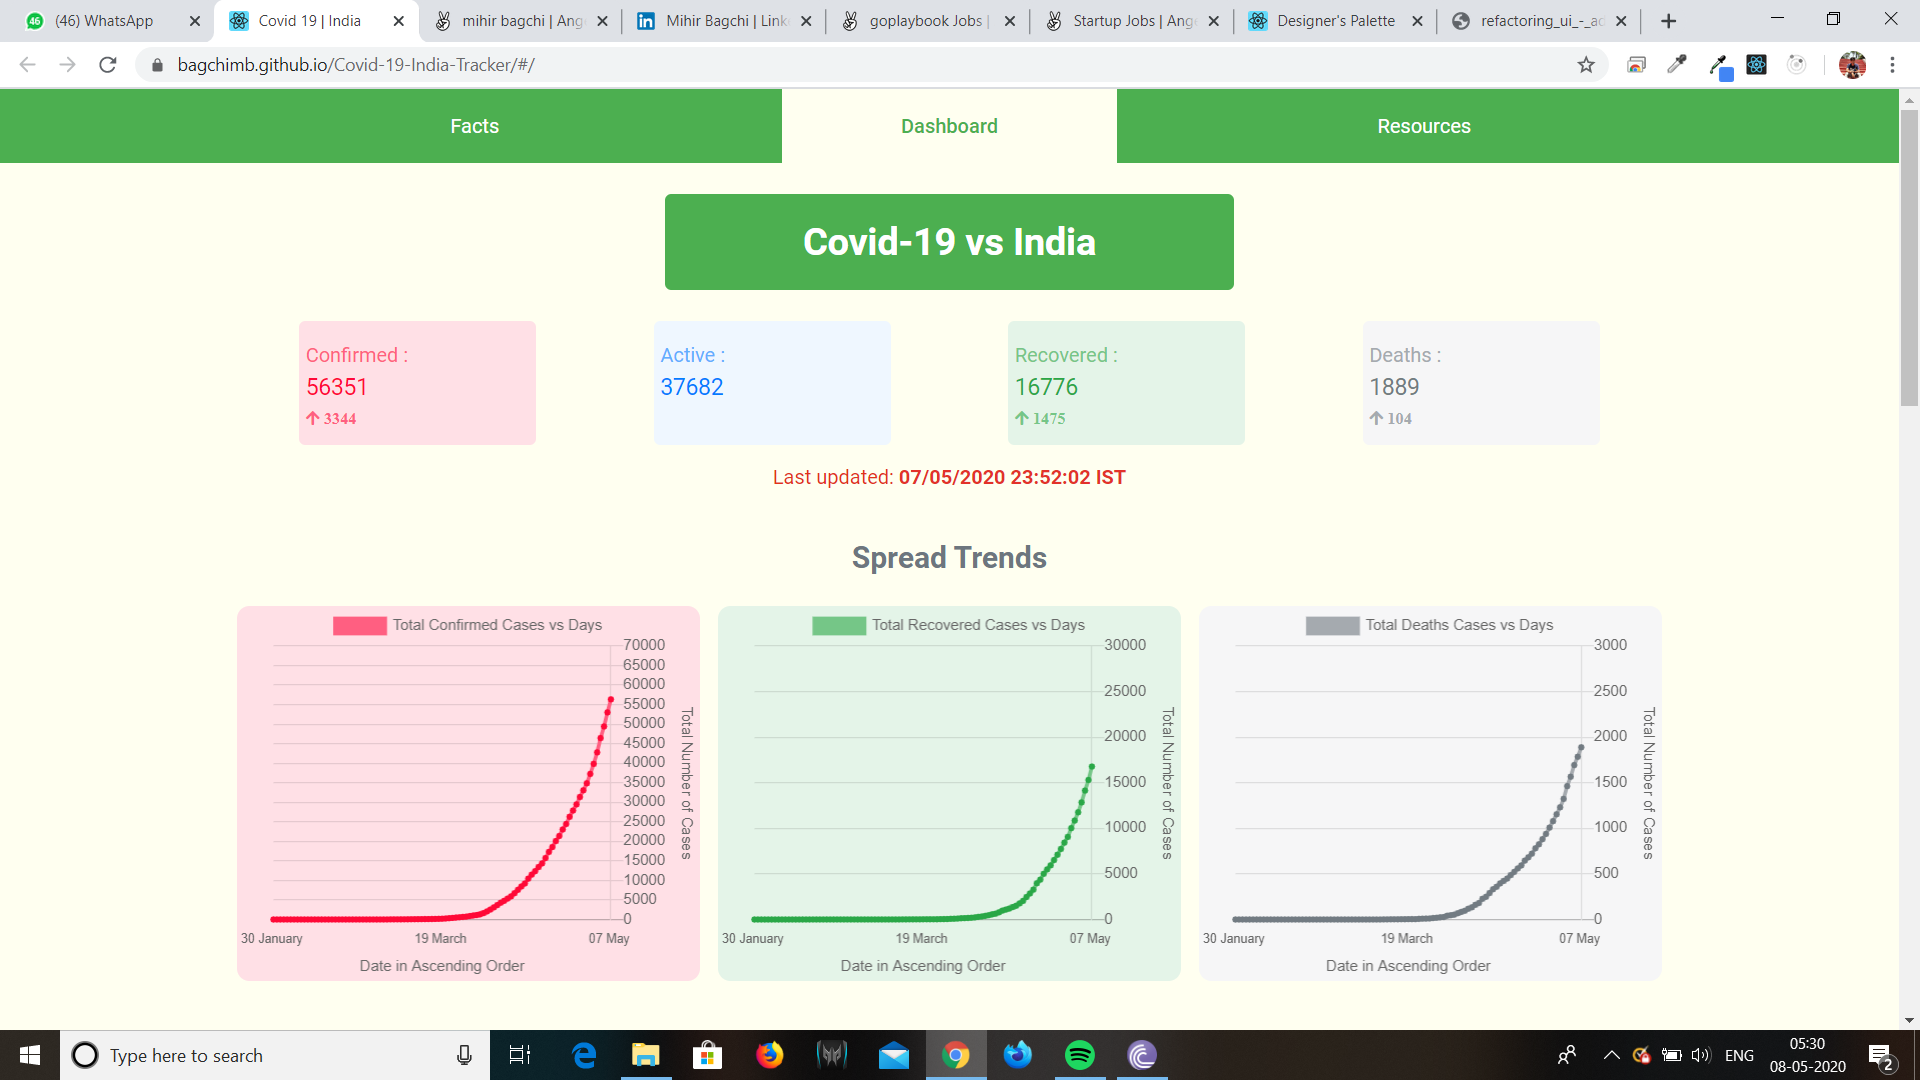 46
(46) WhatsApp
Covid 19 | India
mihir bagchi | Ang
Mihir Bagchi | Link
goplaybook Jobs |
Startup Jobs | Ang
Designer's Palette
refactoring_ui_-_ad
bagchimb.github.io/Covid-19-India-Tracker/#/
Facts
Dashboard
Resources
Covid-19 vs India
Confirmed :
56351
3344
Active :
37682
Recovered :
16776
1475
Deaths :
1889
104
Last updated: 07/05/2020 23:52:02 IST
Spread Trends
Total Confirmed Cases vs Days
70000
65000
60000
55000
50000
45000
40000
35000
30000
25000
20000
15000
10000
5000
0
Total Number of Cases
30 January
19 March
07 May
Date in Ascending Order
Total Recovered Cases vs Days
30000
25000
20000
15000
10000
5000
0
Total Number of Cases
30 January
19 March
07 May
Date in Ascending Order
Total Deaths Cases vs Days
3000
2500
2000
1500
1000
500
0
Total Number of Cases
30 January
19 March
07 May
Date in Ascending Order
Type here to search
ENG
05:30
08-05-2020
2